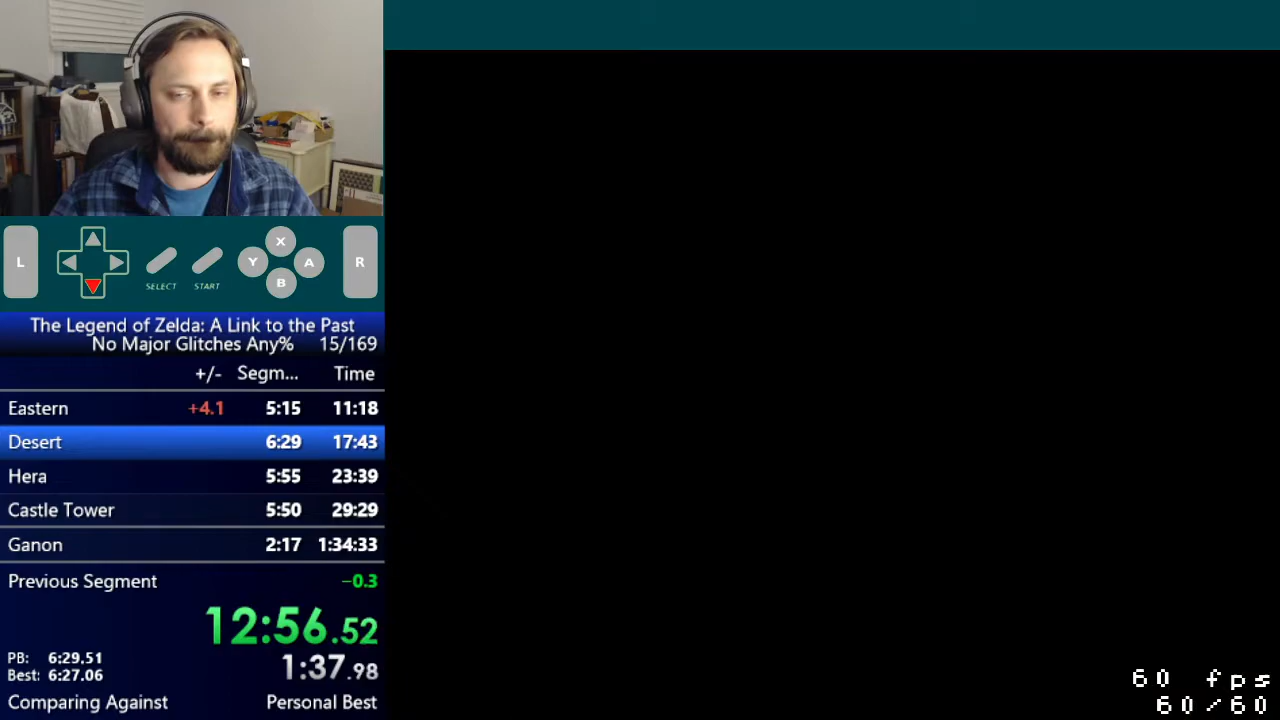 L
SELECT
START
X
Y
A
B
R
The Legend of Zelda: A Link to the Past
No Major Glitches Any% 15/169
+/- Segm... Time
Eastern +4.1 5:15 11:18
Desert 6:29 17:43
Hera 5:55 23:39
Castle Tower 5:50 29:29
Ganon 2:17 1:34:33
Previous Segment −0.3
12:56.52
PB: 6:29.51
Best: 6:27.06
1:37.98
Comparing Against Personal Best
60 fps
60/60